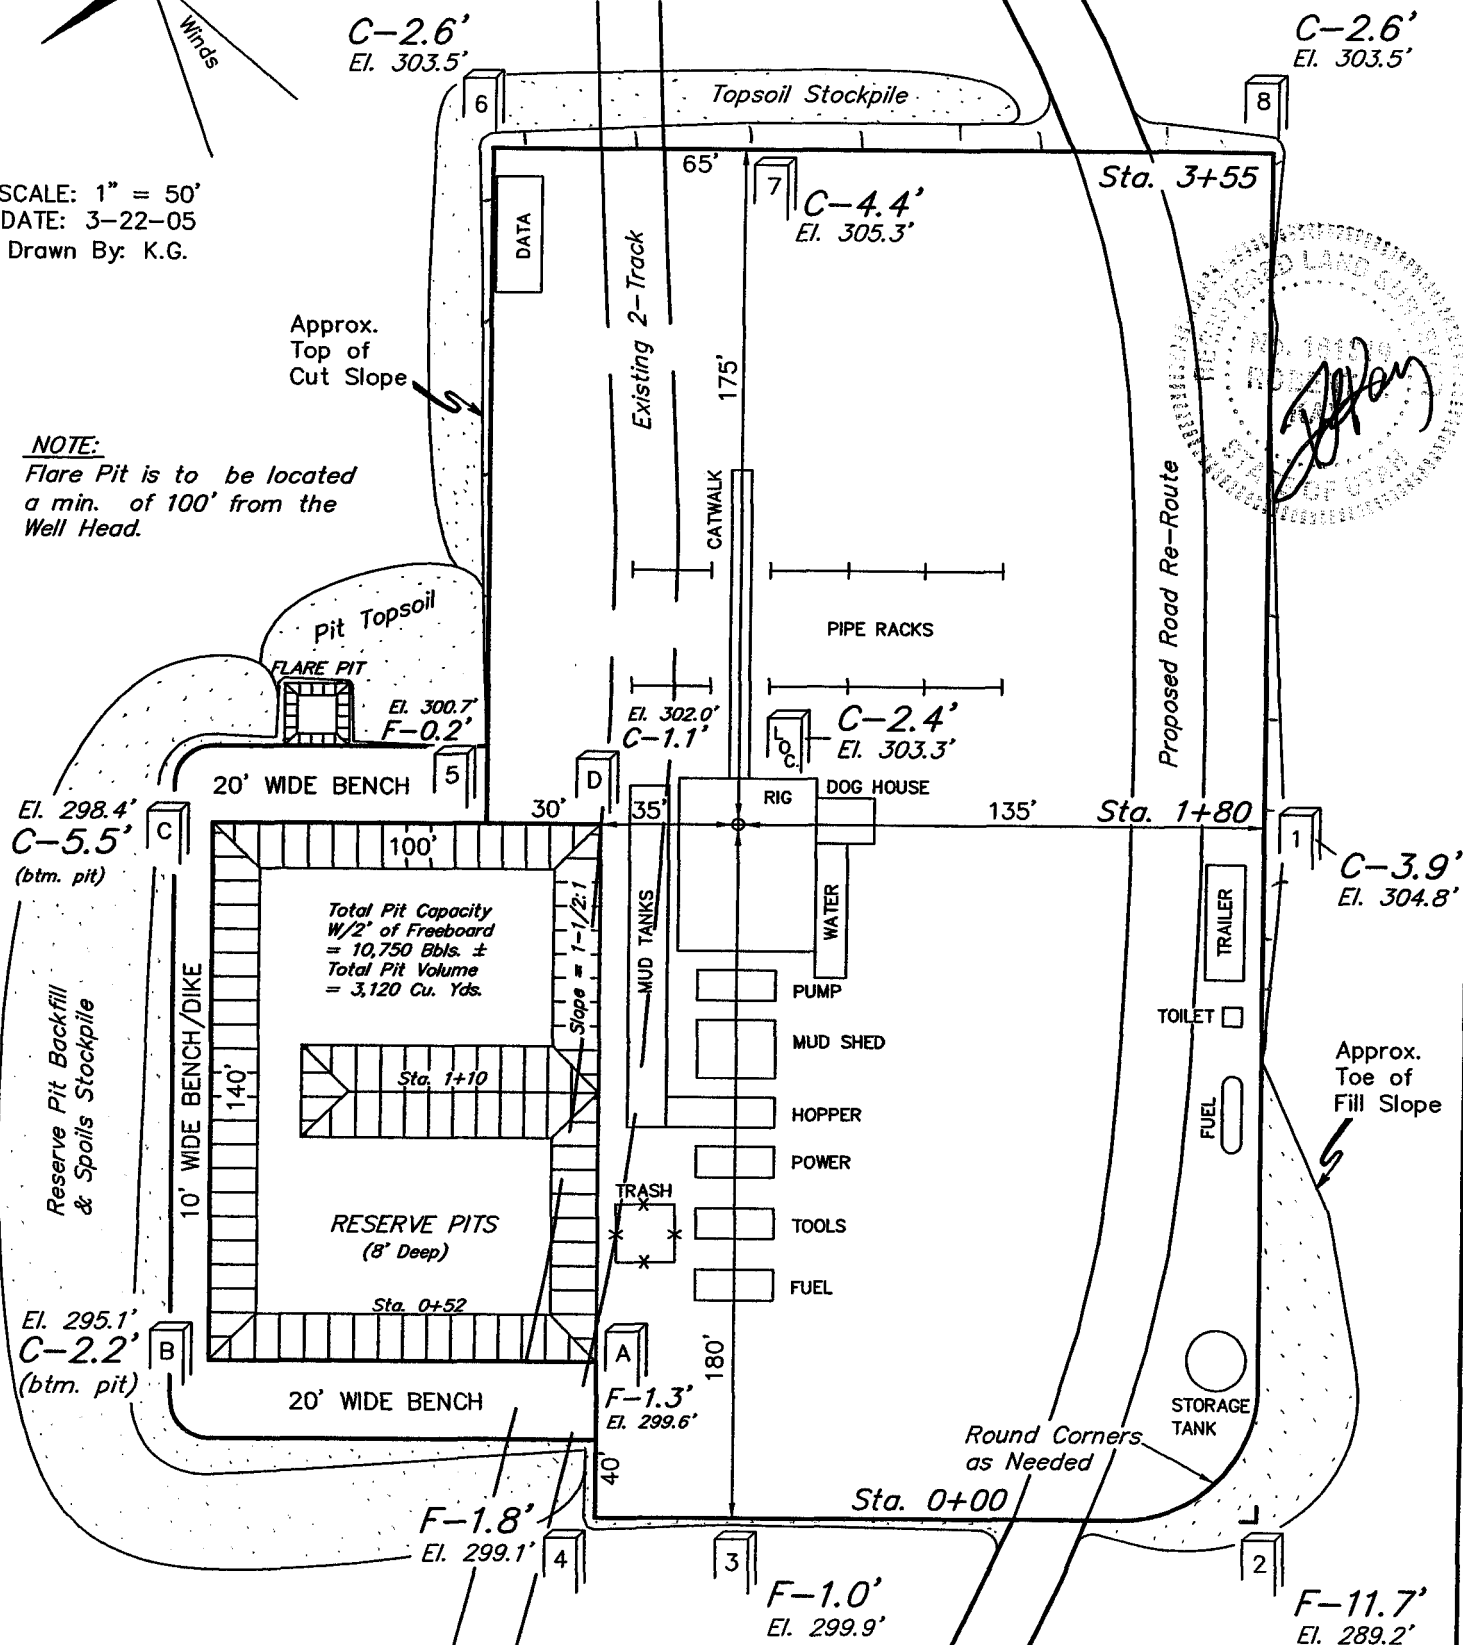 Winds
C-2.6'
El. 303.5'
6
C-2.6'
El. 303.5'
8
Topsoil Stockpile
SCALE: 1" = 50'
DATE: 3-22-05
Drawn By: K.G.
65'
7
C-4.4'
El. 305.3'
Sta. 3+55
DATA
Existing 2-Track
175'
REGISTERED LAND
STATE OF UTAH
Approx.
Top of
Cut Slope
NOTE:
Flare Pit is to be located
a min. of 100' from the
Well Head.
CATWALK
Proposed Road Re-Route
PIPE RACKS
Pit Topsoil
FLARE PIT
El. 300.7'
F-0.2'
5
El. 302.0'
C-1.1'
D
LOC.
C-2.4'
El. 303.3'
20' WIDE BENCH
30'
35'
RIG
DOG HOUSE
135'
Sta. 1+80
1
C-3.9'
El. 304.8'
El. 298.4'
C-5.5'
(btm. pit)
C
100'
Total Pit Capacity
W/2' of Freeboard
= 10,750 Bbls. ±
Total Pit Volume
= 3,120 Cu. Yds.
Slope = 1-1/2:1
MUD TANKS
WATER
TRAILER
PUMP
TOILET
MUD SHED
Reserve Pit Backfill
& Spoils Stockpile
10' WIDE BENCH/DIKE
140'
Sta. 1+10
HOPPER
FUEL
Approx.
Toe of
Fill Slope
POWER
TRASH
TOOLS
RESERVE PITS
(8' Deep)
FUEL
Sta. 0+52
El. 295.1'
C-2.2'
(btm. pit)
B
A
F-1.3'
El. 299.6'
180'
20' WIDE BENCH
STORAGE
TANK
Round Corners
as Needed
40'
Sta. 0+00
F-1.8'
El. 299.1'
4
3
F-1.0'
El. 299.9'
2
F-11.7'
El. 289.2'